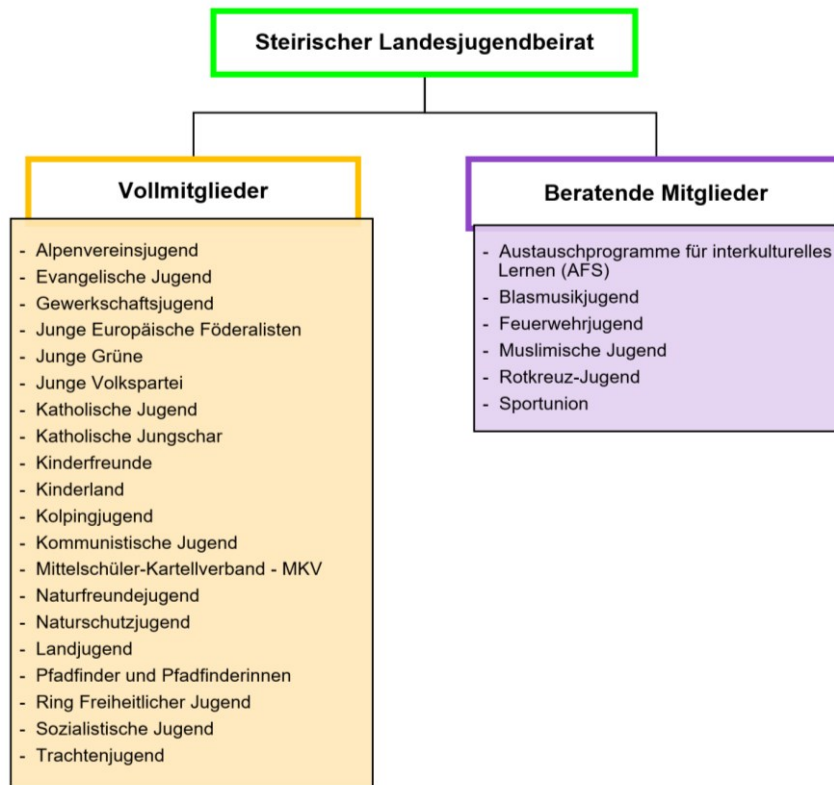 Steirischer Landesjugendbeirat
Vollmitglieder
- Alpenvereinsjugend
- Evangelische Jugend
- Gewerkschaftsjugend
- Junge Europäische Föderalisten
- Junge Grüne
- Junge Volkspartei
- Katholische Jugend
- Katholische Jungschar
- Kinderfreunde
- Kinderland
- Kolpingjugend
- Kommunistische Jugend
- Mittelschüler-Kartellverband - MKV
- Naturfreundejugend
- Naturschutzjugend
- Landjugend
- Pfadfinder und Pfadfinderinnen
- Ring Freiheitlicher Jugend
- Sozialistische Jugend
- Trachtenjugend
Beratende Mitglieder
- Austauschprogramme für interkulturelles
Lernen (AFS)
- Blasmusikjugend
- Feuerwehrjugend
- Muslimische Jugend
- Rotkreuz-Jugend
- Sportunion